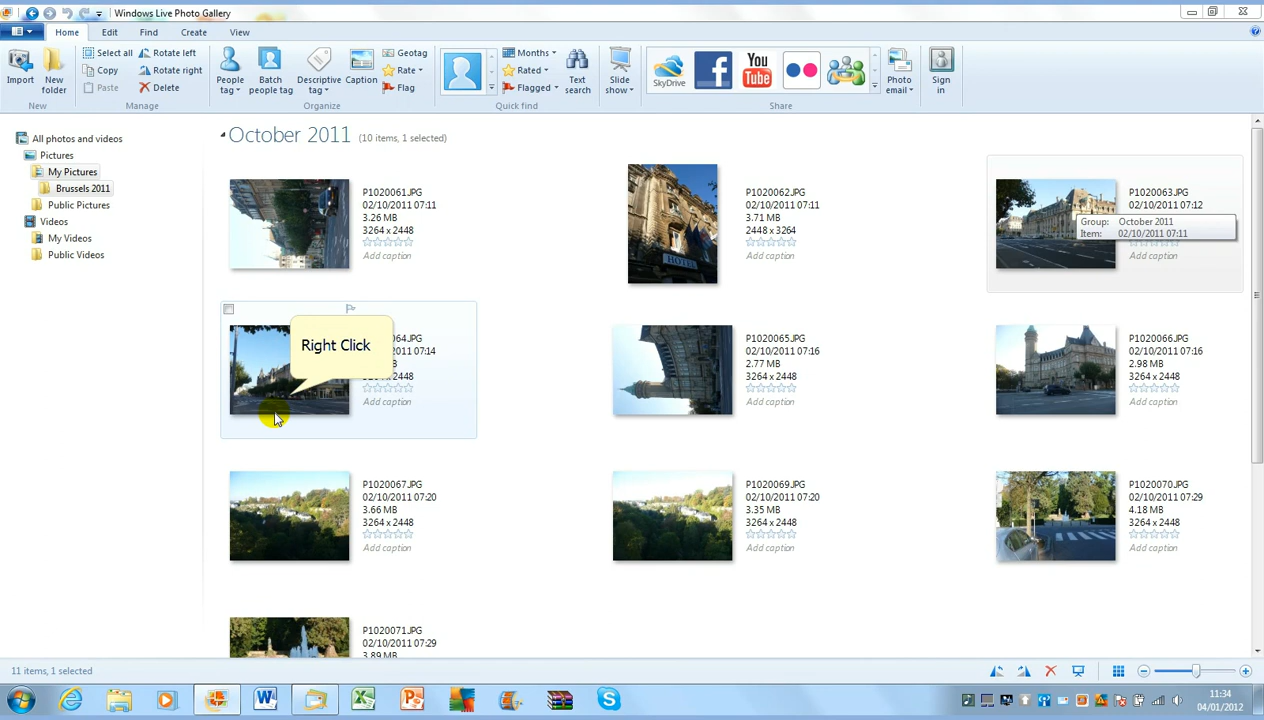 Windows Live Photo Gallery
Home Edit Find Create View
Import
New folder
Select all
Copy
Paste
Rotate left
Rotate right
Delete
People tag
Batch people tag
Descriptive tag
Caption
Geotag
Rate
Flag
Months
Rated
Flagged
Text search
Slide show
SkyDrive
f
You Tube
Photo email
Sign in
New Manage Organize Quick find Share
All photos and videos
Pictures
My Pictures
Brussels 2011
Public Pictures
Videos
My Videos
Public Videos
October 2011 (10 items, 1 selected)
P1020061.JPG
02/10/2011 07:11
3.26 MB
3264 x 2448
Add caption
HOTEL
P1020062.JPG
02/10/2011 07:11
3.71 MB
2448 x 3264
Add caption
P1020063.JPG
02/10/2011 07:12
Group: October 2011
Item: 02/10/2011 07:11
Add caption
Right Click
64.JPG
2011 07:14
2448
Add caption
P1020065.JPG
02/10/2011 07:16
2.77 MB
3264 x 2448
Add caption
P1020066.JPG
02/10/2011 07:16
2.98 MB
3264 x 2448
Add caption
P1020067.JPG
02/10/2011 07:20
3.66 MB
3264 x 2448
Add caption
P1020069.JPG
02/10/2011 07:20
3.35 MB
3264 x 2448
Add caption
P1020070.JPG
02/10/2011 07:29
4.18 MB
3264 x 2448
Add caption
P1020071.JPG
02/10/2011 07:29
3.89 MB
11 items, 1 selected
11:34
04/01/2012